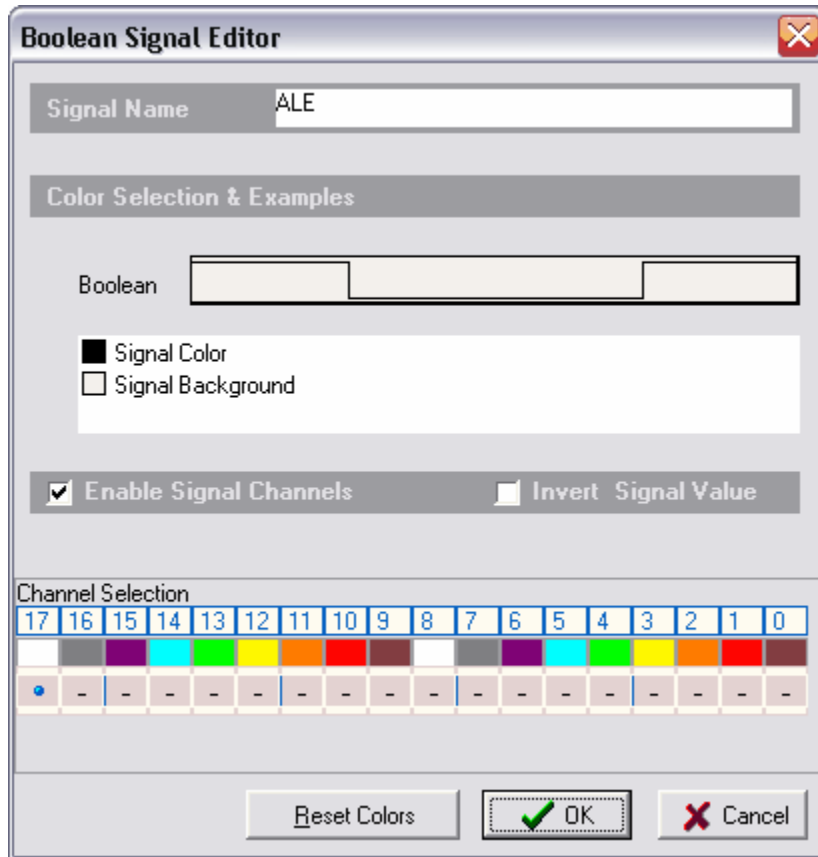 Boolean Signal Editor
Signal Name ALE
Color Selection & Examples
Boolean
Signal Color
Signal Background
Enable Signal Channels Invert Signal Value
Channel Selection
17 16 15 14 13 12 11 10 9 8 7 6 5 4 3 2 1 0
- - - - - - - - - - - - - - - - -
Reset Colors OK Cancel